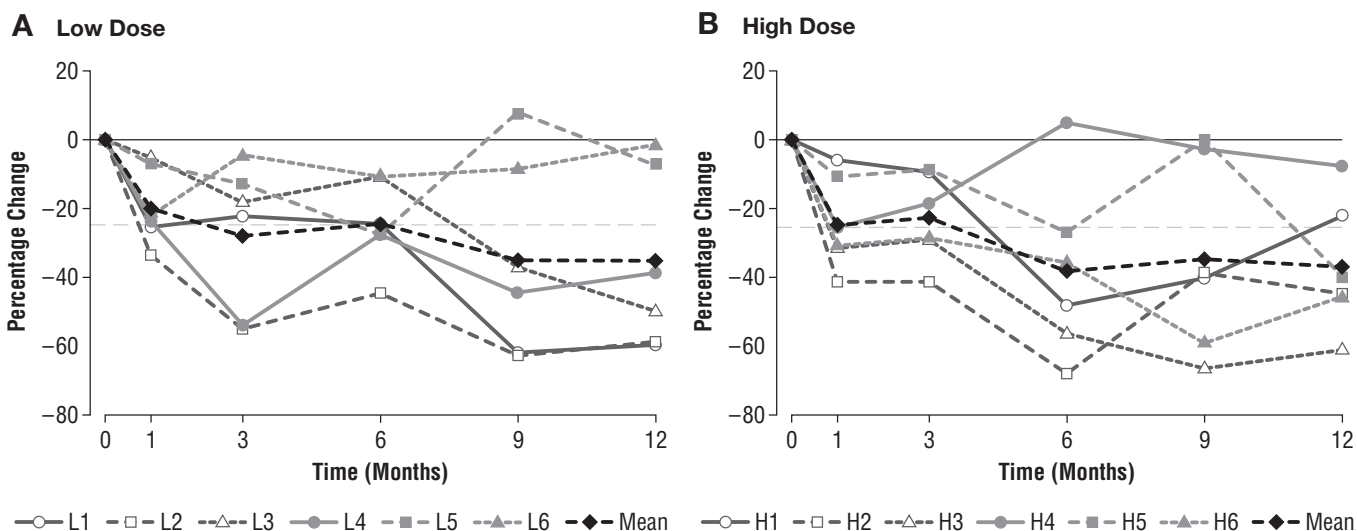 A Low Dose
20
0
−20
−40
−60
−80
Percentage Change
0 1 3 6 9 12
Time (Months)
L1 L2 L3 L4 L5 L6 Mean
B High Dose
20
0
−20
−40
−60
−80
Percentage Change
0 1 3 6 9 12
Time (Months)
H1 H2 H3 H4 H5 H6 Mean